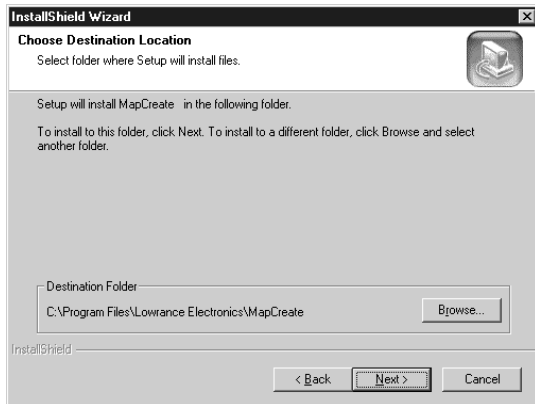 InstallShield Wizard
Choose Destination Location
Select folder where Setup will install files.
Setup will install MapCreate in the following folder.
To install to this folder, click Next. To install to a different folder, click Browse and select
another folder.
Destination Folder
C:\Program Files\Lowrance Electronics\MapCreate
Browse...
InstallShield
< Back
Next >
Cancel